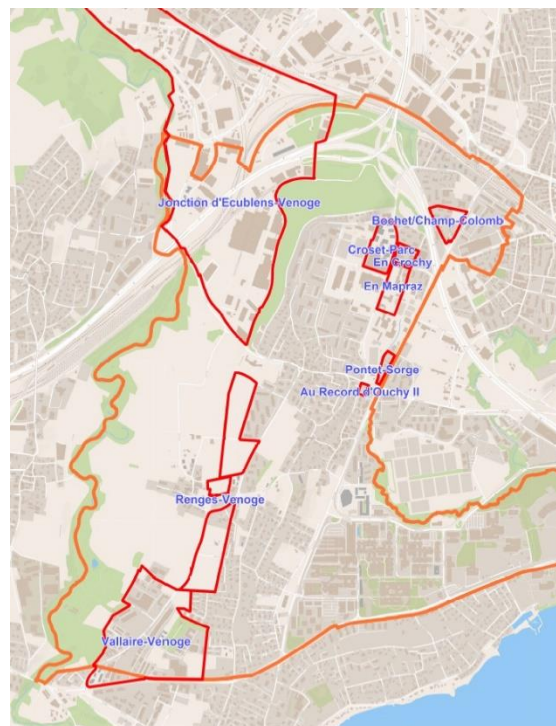 Jonction d'Ecublens-Venoge
Bochet/Champ-Colomb
Croset-Parc
En Crochy
En Mapraz
Pontet-Sorge
Au Record d'Ouchy II
Renges-Venoge
Vallaire-Venoge